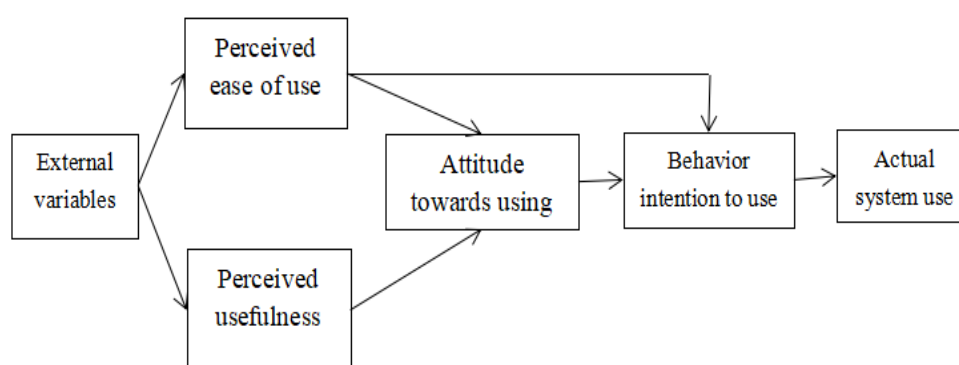 Perceived
ease of use
External
variables
Attitude
towards using
Behavior
intention to use
Actual
system use
Perceived
usefulness